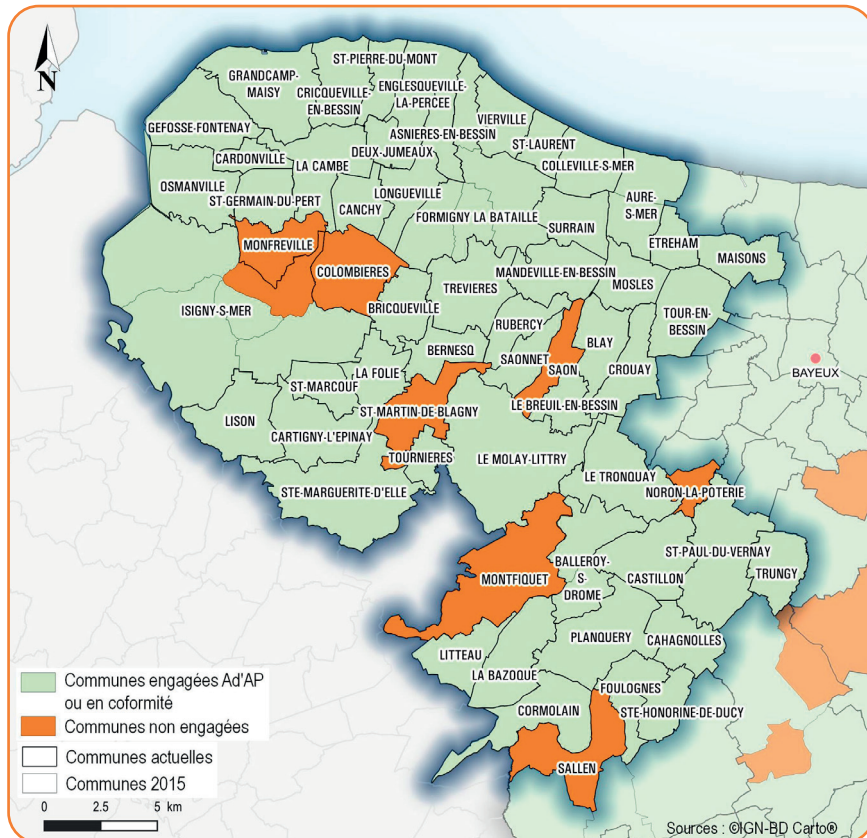 N
ST-PIERRE-DU-MONT
GRANDCAMP-
MAISY
CRICQUEVILLE-
EN-BESSIN
ENGLESQUEVILLE-
LA-PERCEE
VIERVILLE
GEFOSSE-FONTENAY
ASNIERES-EN-BESSIN
ST-LAURENT
CARDONVILLE
DEUX-JUMEAUX
LA CAMBE
COLLEVILLE-S-MER
OSMANVILLE
ST-GERMAIN-DU-PERT
LONGUEVILLE
CANCHY
AURE-
S-MER
FORMIGNY LA BATAILLE
SURRAIN
MONFREVILLE
ETREHAM
MAISONS
COLOMBIERES
MANDEVILLE-EN-BESSIN
TREVIERES
MOSLES
ISIGNY-S-MER
BRICQUEVILLE
TOUR-EN-
BESSIN
RUBERCY
BERNESQ
BLAY
SAONNET
SAON
CROUAY
BAYEUX
LA FOLIE
ST-MARCOUF
LE BREUIL-EN-BESSIN
ST-MARTIN-DE-BLAGNY
LISON
CARTIGNY-L'EPINAY
TOURNIERES
LE MOLAY-LITTRY
LE TRONQUAY
STE-MARGUERITE-D'ELLE
NORON-LA-POTERIE
ST-PAUL-DU-VERNAY
BALLEROY-
S-
DROME
MONTFIQUET
CASTILLON
TRUNGY
PLANQUERY
CAHAGNOLLES
LITTEAU
LA BAZOQUE
FOULOGNES
CORMOLAIN
STE-HONORINE-DE-DUCY
SALLEN
Communes engagées Ad'AP
ou en coformité
Communes non engagées
Communes actuelles
Communes 2015
0 2.5 5 km
Sources : ©IGN-BD Carto®